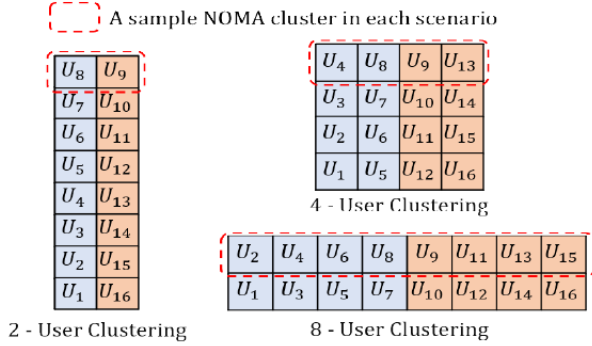 A sample NOMA cluster in each scenario
U8 U9
U7 U10
U6 U11
U5 U12
U4 U13
U3 U14
U2 U15
U1 U16
2 - User Clustering
U4 U8 U9 U13
U3 U7 U10 U14
U2 U6 U11 U15
U1 U5 U12 U16
4 - User Clustering
U2 U4 U6 U8 U9 U11 U13 U15
U1 U3 U5 U7 U10 U12 U14 U16
8 - User Clustering